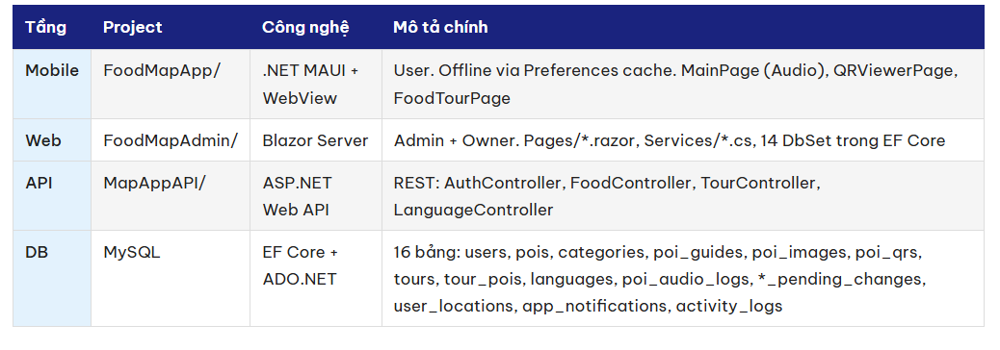 Tầng Project Công nghệ Mô tả chính
Mobile FoodMapApp/ .NET MAUI + User. Offline via Preferences cache. MainPage (Audio), QRViewerPage,
WebView FoodTourPage
Web FoodMapAdmin/ Blazor Server Admin + Owner. Pages/*.razor, Services/*.cs, 14 DbSet trong EF Core
API MapAppAPI/ ASP.NET REST: AuthController, FoodController, TourController,
Web API LanguageController
DB MySQL EF Core + 16 bảng: users, pois, categories, poi_guides, poi_images, poi_qrs,
ADO.NET tours, tour_pois, languages, poi_audio_logs, *_pending_changes,
user_locations, app_notifications, activity_logs